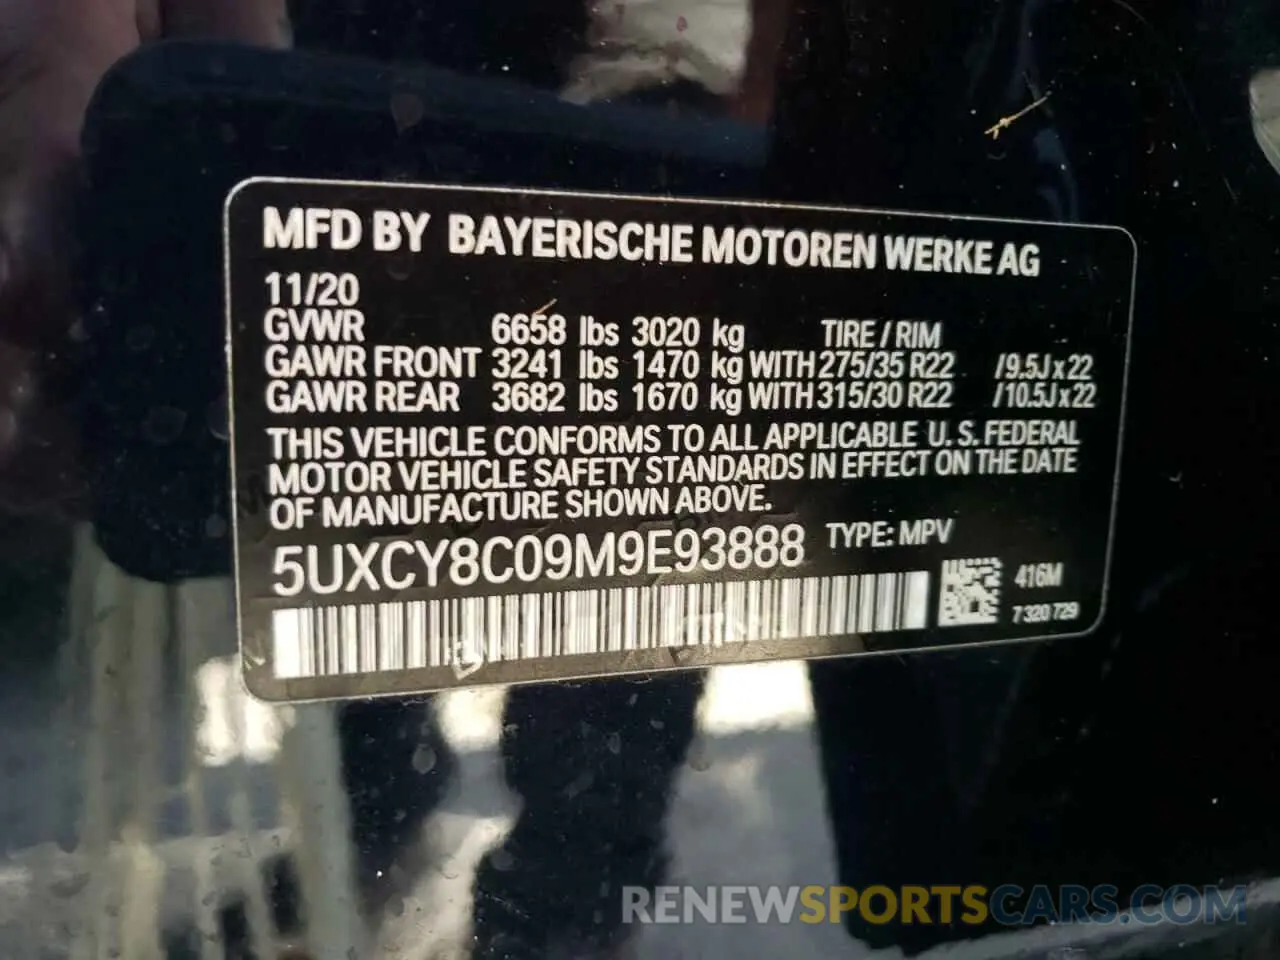 MFD BY BAYERISCHE MOTOREN WERKE AG
11/20
GVWR 6658 lbs 3020 kg TIRE / RIM
GAWR FRONT 3241 lbs 1470 kg WITH 275/35 R22 /9.5J x 22
GAWR REAR 3682 lbs 1670 kg WITH 315/30 R22 /10.5J x 22
THIS VEHICLE CONFORMS TO ALL APPLICABLE U. S. FEDERAL
MOTOR VEHICLE SAFETY STANDARDS IN EFFECT ON THE DATE
OF MANUFACTURE SHOWN ABOVE.
5UXCY8C09M9E93888 TYPE: MPV
416M
7 320 729
RENEWSPORTSCARS.COM